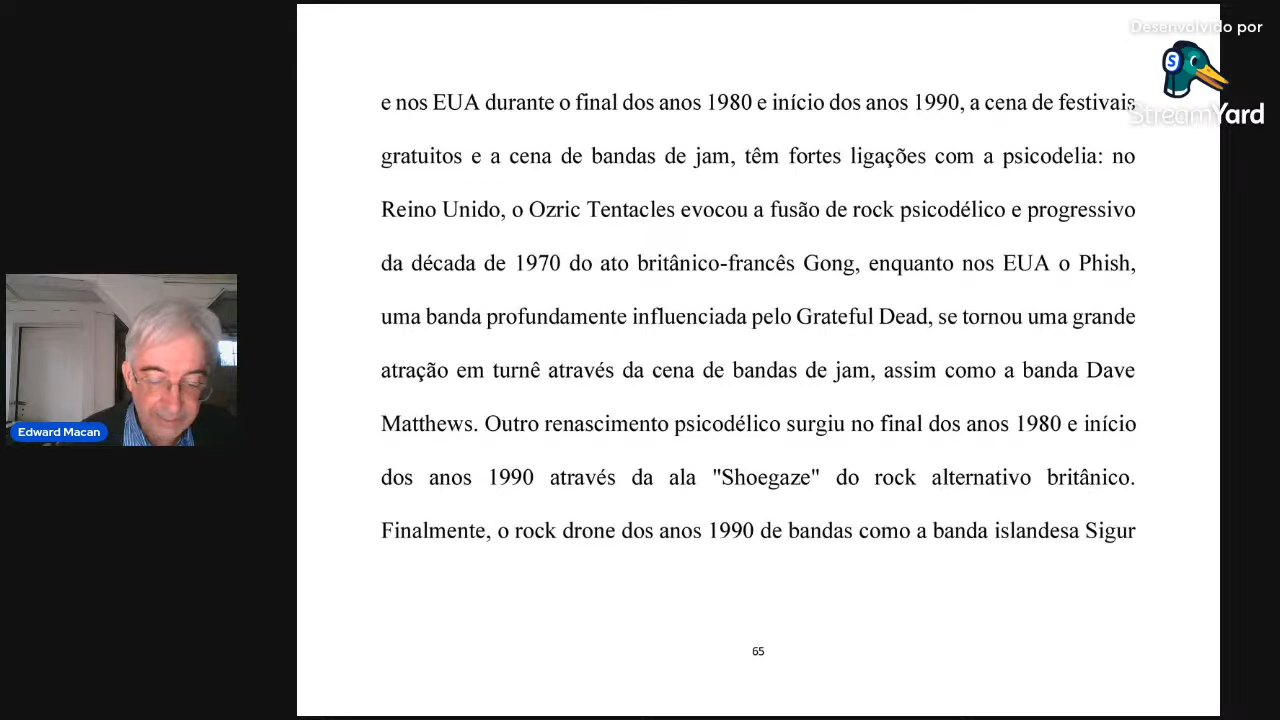 Desenvolvido por
StreamYard
e nos EUA durante o final dos anos 1980 e início dos anos 1990, a cena de festivais
gratuitos e a cena de bandas de jam, têm fortes ligações com a psicodelia: no
Reino Unido, o Ozric Tentacles evocou a fusão de rock psicodélico e progressivo
da década de 1970 do ato britânico-francês Gong, enquanto nos EUA o Phish,
uma banda profundamente influenciada pelo Grateful Dead, se tornou uma grande
atração em turnê através da cena de bandas de jam, assim como a banda Dave
Matthews. Outro renascimento psicodélico surgiu no final dos anos 1980 e início
dos anos 1990 através da ala "Shoegaze" do rock alternativo britânico.
Finalmente, o rock drone dos anos 1990 de bandas como a banda islandesa Sigur
65
Edward Macan